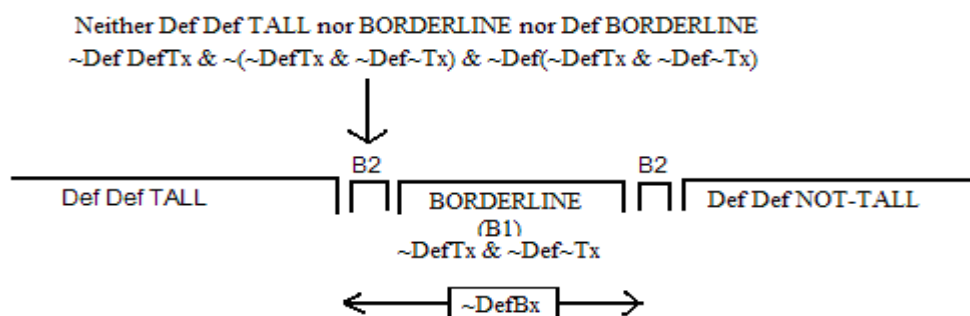 Neither Def Def TALL nor BORDERLINE nor Def BORDERLINE
~Def DefTx & ~(~DefTx & ~Def~Tx) & ~Def(~DefTx & ~Def~Tx)
B2
B2
Def Def TALL
BORDERLINE
Def Def NOT-TALL
(B1)
~DefTx & ~Def~Tx
~DefBx